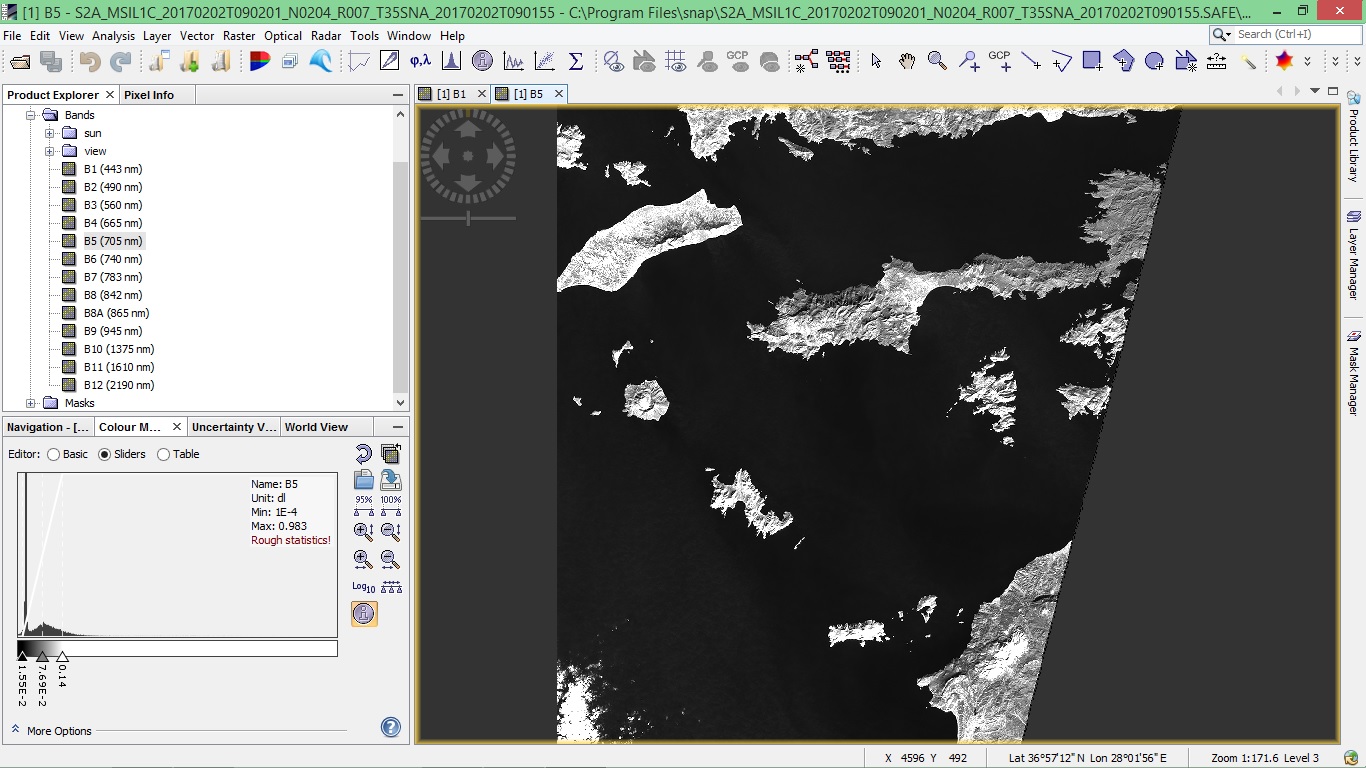 [1] B5 - S2A_MSIL1C_20170202T090201_N0204_R007_T35SNA_20170202T090155 - C:\Program Files\snap\S2A_MSIL1C_20170202T090201_N0204_R007_T35SNA_20170202T090155.SAFE\...
File Edit View Analysis Layer Vector Raster Optical Radar Tools Window Help
Search (Ctrl+I)
φ,λ Σ GCP GCP
Product Explorer Pixel Info
[1] B1 [1] B5
Bands
sun
view
B1 (443 nm)
B2 (490 nm)
B3 (560 nm)
B4 (665 nm)
B5 (705 nm)
B6 (740 nm)
B7 (783 nm)
B8 (842 nm)
B8A (865 nm)
B9 (945 nm)
B10 (1375 nm)
B11 (1610 nm)
B12 (2190 nm)
Masks
Navigation - [... Colour M... Uncertainty V... World View
Editor: Basic Sliders Table
Name: B5
Unit: dl
Min: 1E-4
Max: 0.983
Rough statistics!
95% 100%
Log10
1.55E-2
7.69E-2
0.14
More Options
Product Library
Layer Manager
Mask Manager
X 4596 Y 492 Lat 36°57'12" N Lon 28°01'56" E Zoom 1:171.6 Level 3